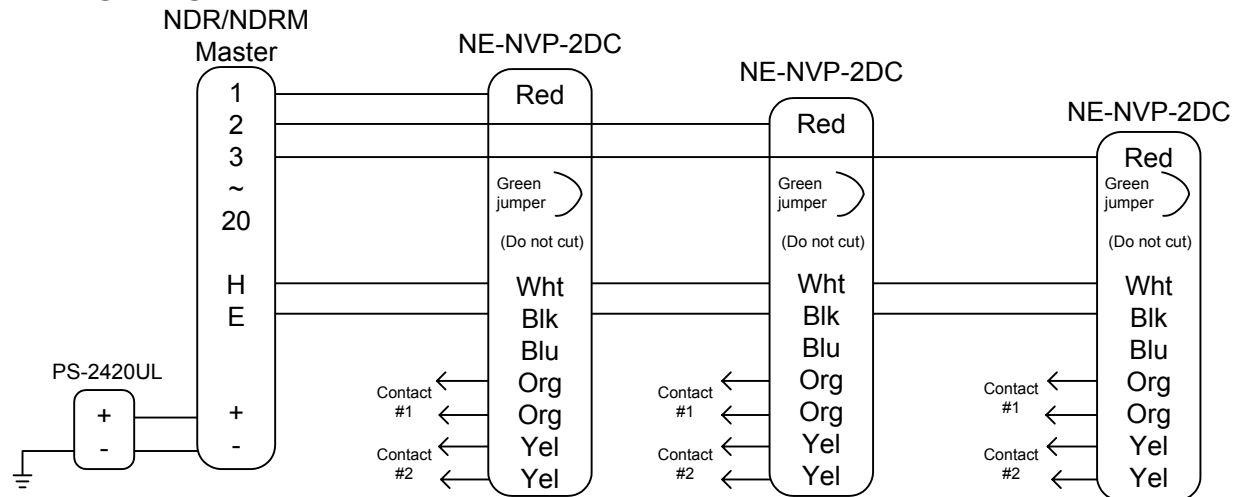 NDR/NDRM
Master
1
2
3
~
20
H
E
+
-
PS-2420UL
+
-
NE-NVP-2DC
Red
Green
jumper
(Do not cut)
Wht
Blk
Blu
Org
Org
Yel
Yel
Contact
#1
Contact
#2
NE-NVP-2DC
Red
Green
jumper
(Do not cut)
Wht
Blk
Blu
Org
Org
Yel
Yel
Contact
#1
Contact
#2
NE-NVP-2DC
Red
Green
jumper
(Do not cut)
Wht
Blk
Blu
Org
Org
Yel
Yel
Contact
#1
Contact
#2